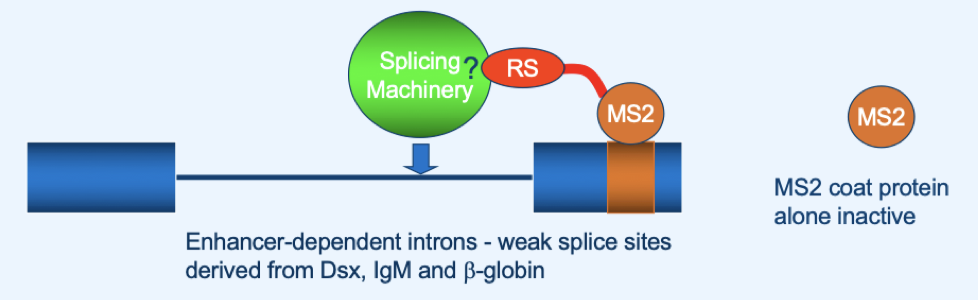 Splicing ?
Machinery
RS
MS2
MS2
MS2 coat protein
alone inactive
Enhancer-dependent introns - weak splice sites
derived from Dsx, IgM and β-globin